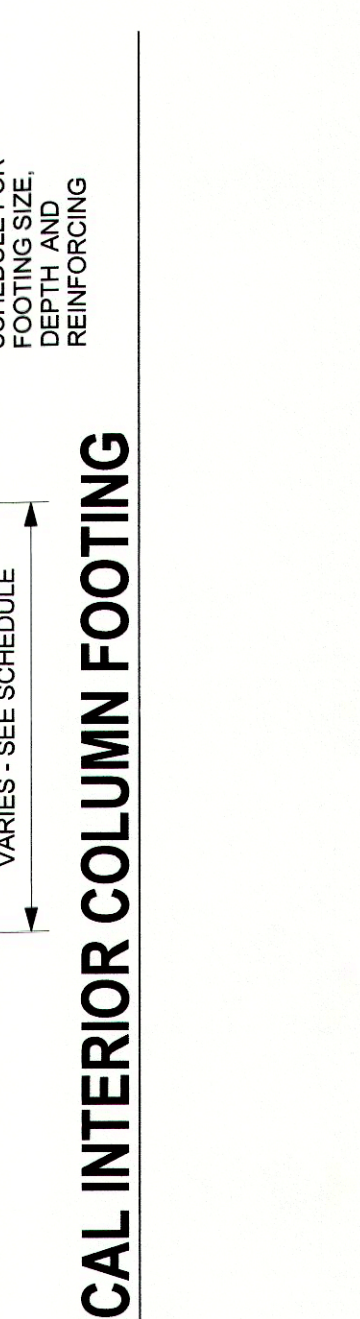 FOOTING SIZE,
DEPTH AND
REINFORCING
VARIES - SEE SCHEDULE
CAL INTERIOR COLUMN FOOTING